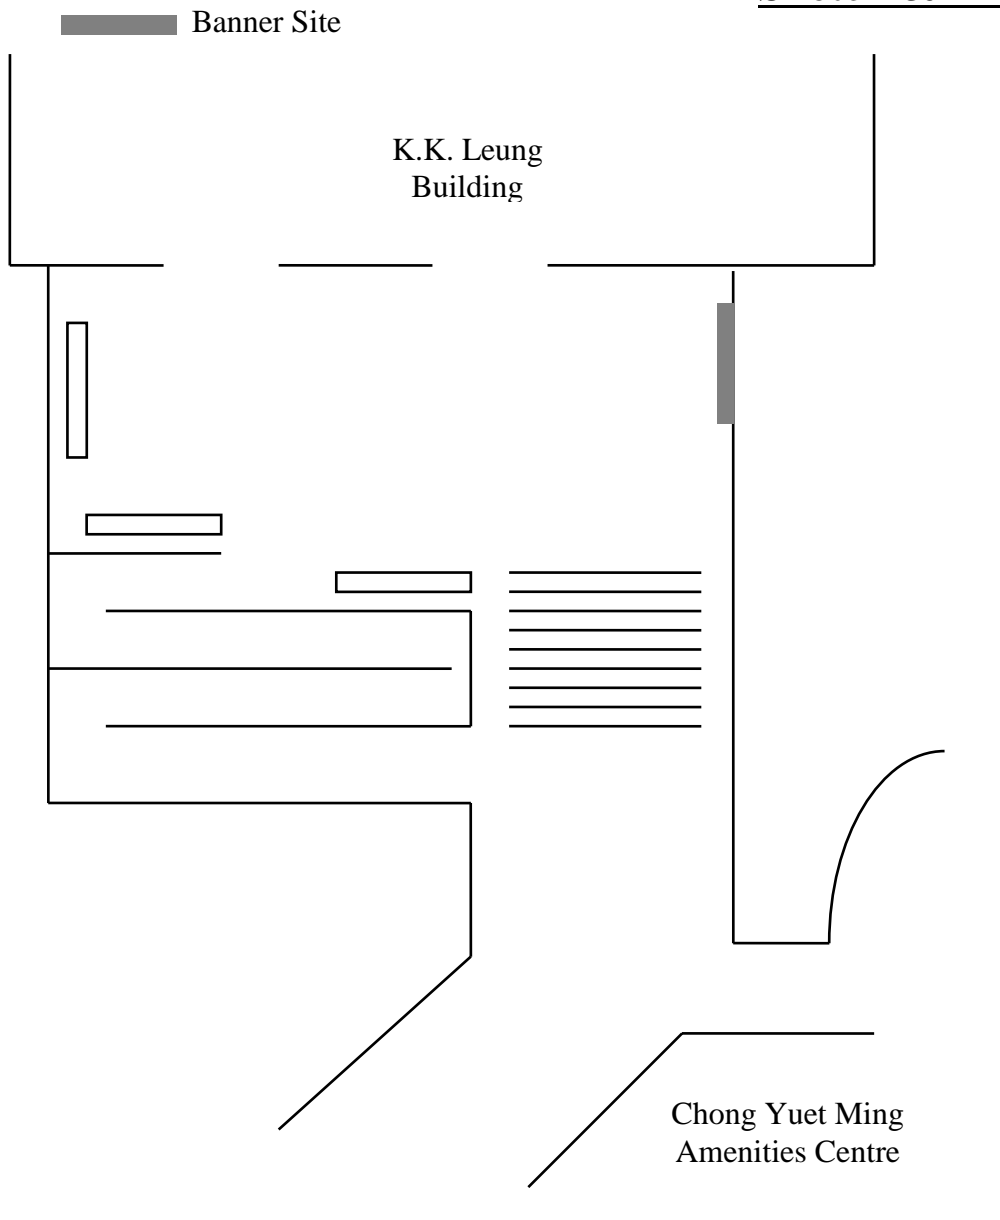 Banner Site
K.K. Leung
Building
Chong Yuet Ming
Amenities Centre